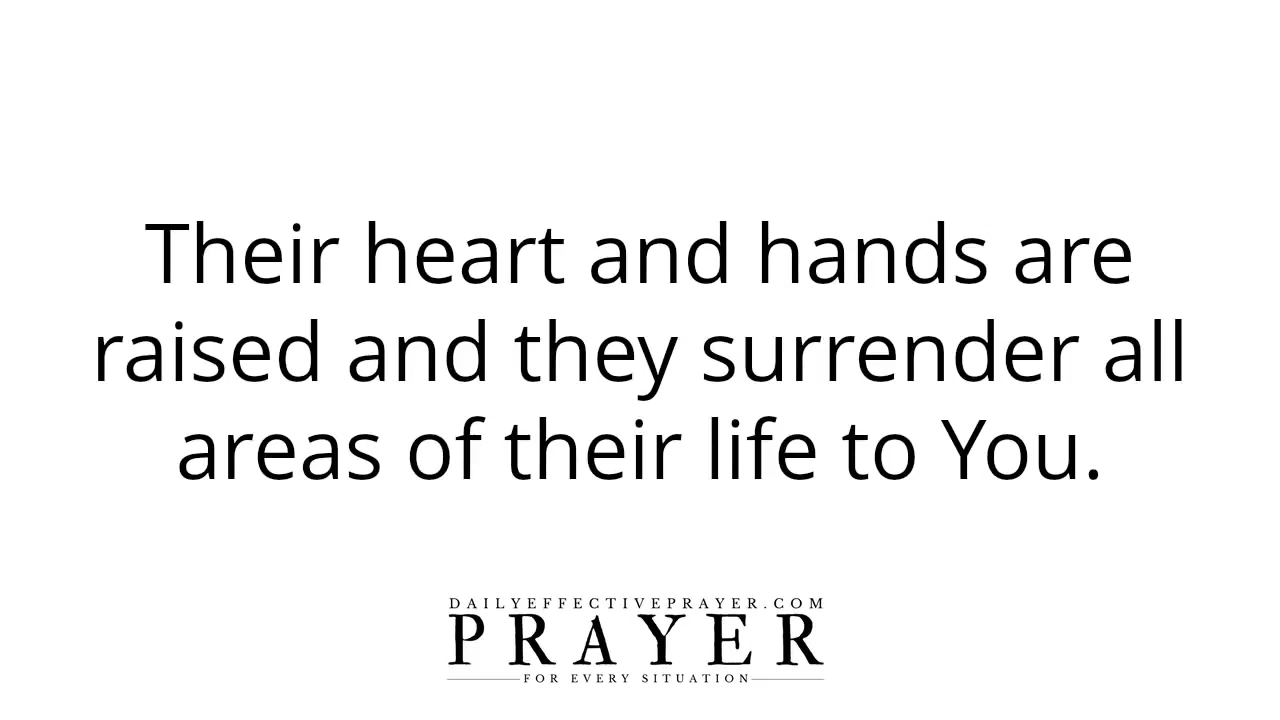 Their heart and hands are
raised and they surrender all
areas of their life to You.
DAILYEFFECTIVEPRAYER.COM
PRAYER
FOR EVERY SITUATION